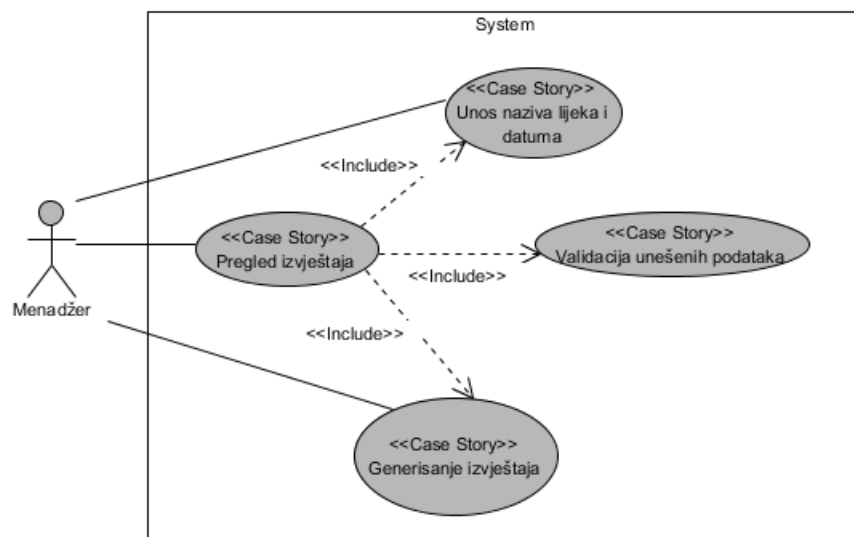 System
<<Case Story>>
Unos naziva lijeka i
datuma
<<Include>>
<<Case Story>>
Pregled izvještaja
<<Case Story>>
Validacija unešenih podataka
<<Include>>
Menadžer
<<Include>>
<<Case Story>>
Generisanje izvještaja